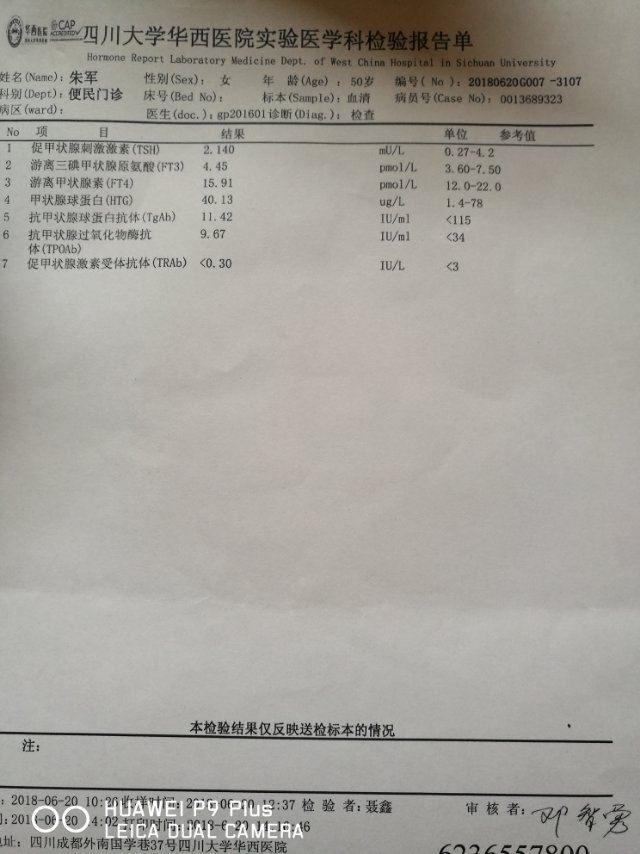 华西医院 CAP ACCREDITED 四川大学华西医院实验医学科检验报告单
Hormone Report Laboratory Medicine Dept. of West China Hospital in Sichuan University
姓名(Name): 朱军 性别(Sex): 女 年 龄(Age) : 50岁 编号( No ): 20180620G007 -3107
科别(Dept): 便民门诊 床号(Bed No): 标本(Sample): 血清 病员号(Case No): 0013689323
病区(ward): 医生(doc.): gp201601 诊断(Diag.): 检查
No 项 目 结果 单位 参考值
1 促甲状腺刺激激素(TSH) 2.140 mU/L 0.27-4.2
2 游离三碘甲状腺原氨酸(FT3) 4.45 pmol/L 3.60-7.50
3 游离甲状腺素(FT4) 15.91 pmol/L 12.0-22.0
4 甲状腺球蛋白(HTG) 40.13 ug/L 1.4-78
5 抗甲状腺球蛋白抗体(TgAb) 11.42 IU/ml <115
6 抗甲状腺过氧化物酶抗 9.67 IU/ml <34
体(TPOAb)
7 促甲状腺激素受体抗体(TRAb) <0.30 IU/L <3
本检验结果仅反映送检标本的情况
注:
: 2018-06-20 10:26 收样时间: 12:37 检 验 者: 聂鑫 审 核 者:
HUAWEI P9 Plus
LEICA DUAL CAMERA
地址: 四川成都外南国学巷37号四川大学华西医院